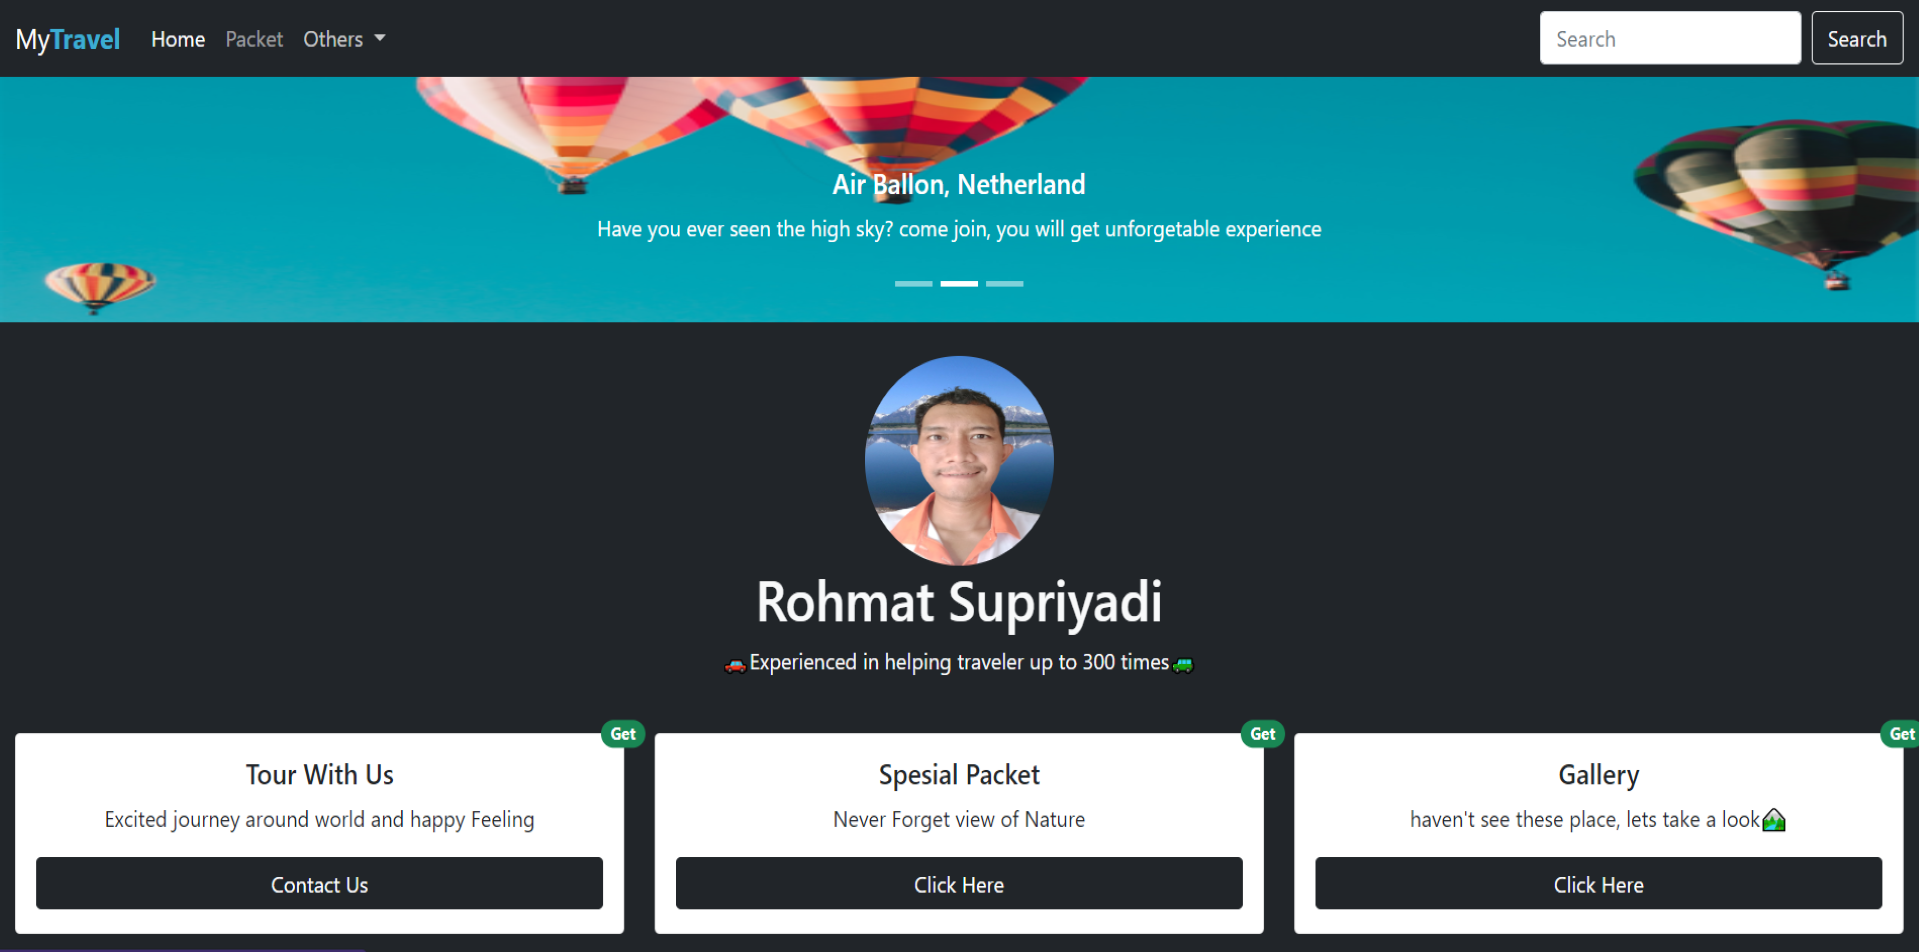 MyTravel Home Packet Others Search Search
Air Ballon, Netherland
Have you ever seen the high sky? come join, you will get unforgetable experience
Rohmat Supriyadi
Experienced in helping traveler up to 300 times
Get
Tour With Us
Excited journey around world and happy Feeling
Contact Us
Get
Spesial Packet
Never Forget view of Nature
Click Here
Get
Gallery
haven't see these place, lets take a look
Click Here